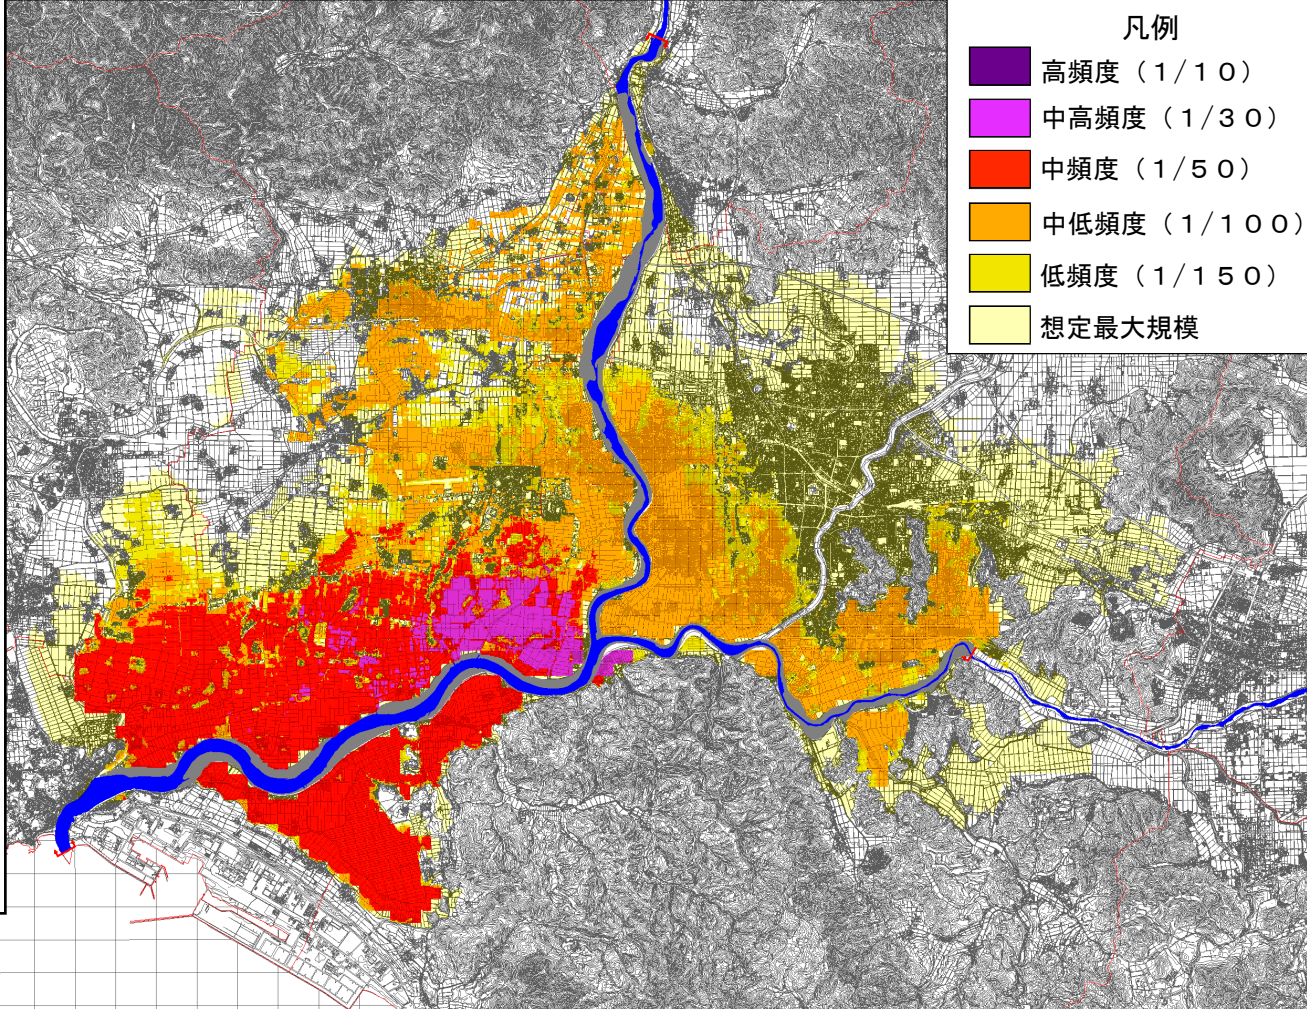 凡例
高頻度（１/１０）
中高頻度（１/３０）
中頻度（１/５０）
中低頻度（１/１００）
低頻度（１/１５０）
想定最大規模